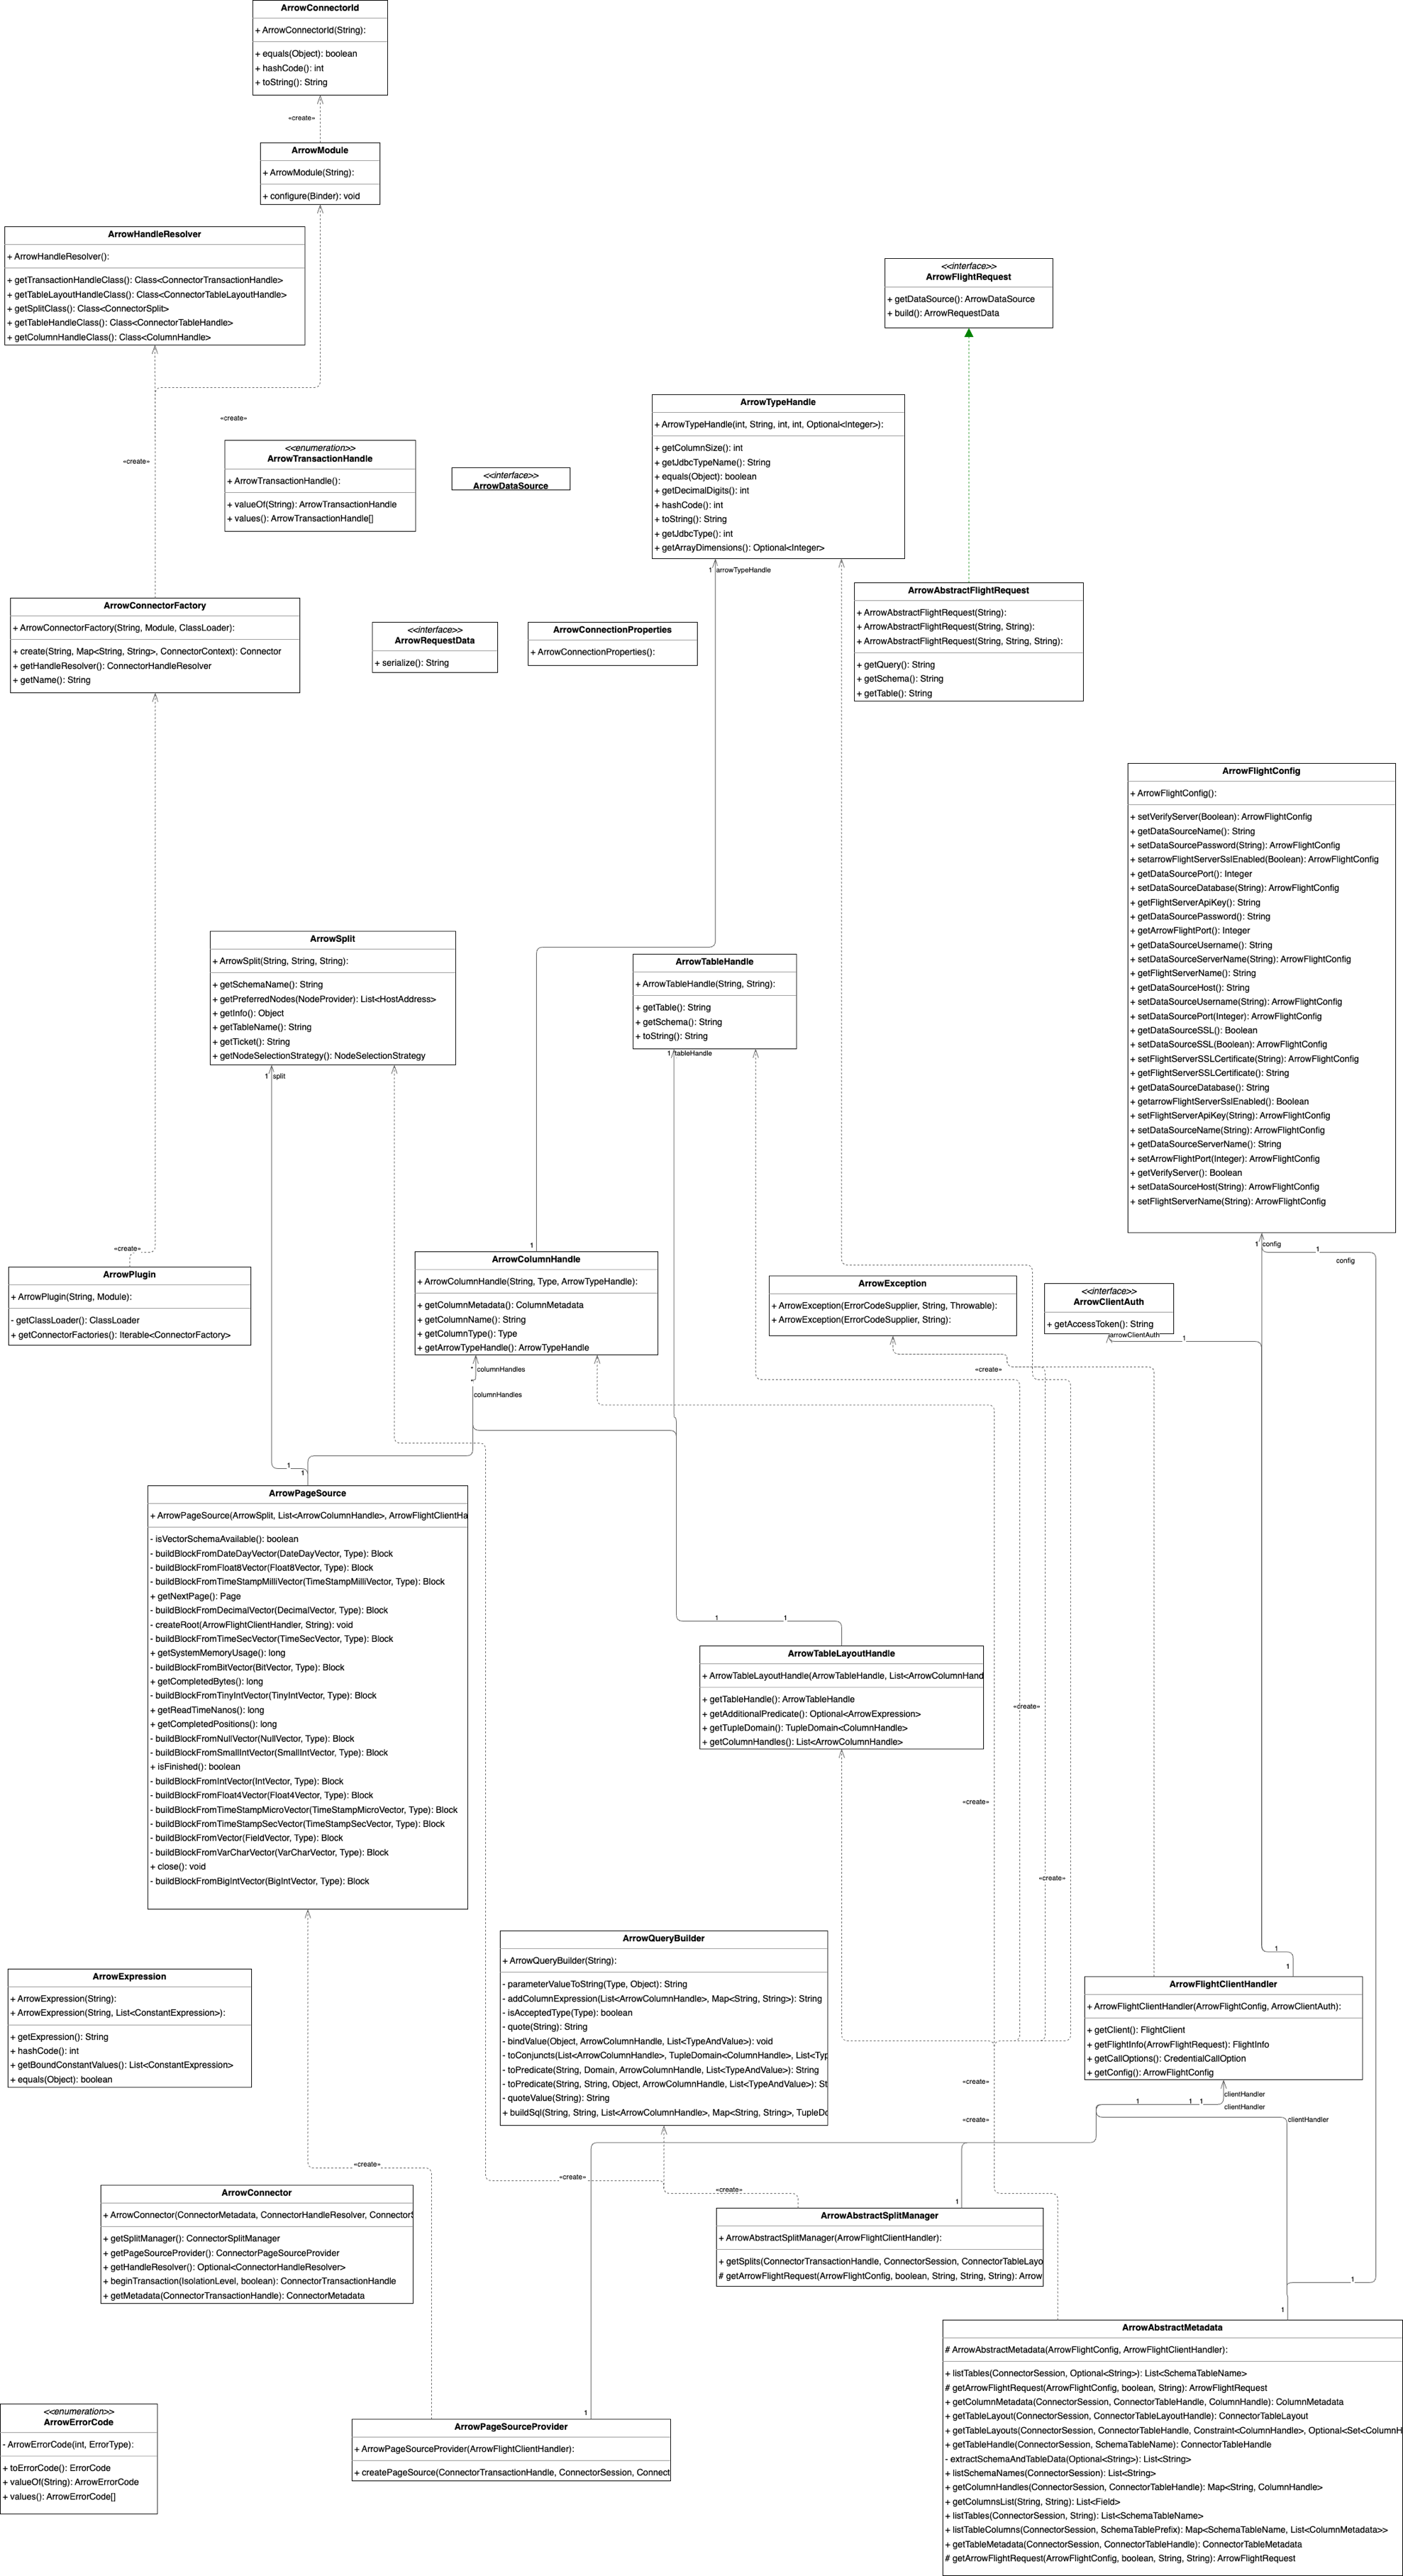 ArrowConnectorId
+ ArrowConnectorId(String):
+ equals(Object): boolean
+ hashCode(): int
+ toString(): String
«create»
ArrowModule
+ ArrowModule(String):
+ configure(Binder): void
ArrowHandleResolver
+ ArrowHandleResolver():
+ getTransactionHandleClass(): Class<ConnectorTransactionHandle>
+ getTableLayoutHandleClass(): Class<ConnectorTableLayoutHandle>
+ getSplitClass(): Class<ConnectorSplit>
+ getTableHandleClass(): Class<ConnectorTableHandle>
+ getColumnHandleClass(): Class<ColumnHandle>
<<interface>>
ArrowFlightRequest
+ getDataSource(): ArrowDataSource
+ build(): ArrowRequestData
«create»
«create»
<<enumeration>>
ArrowTransactionHandle
+ ArrowTransactionHandle():
+ valueOf(String): ArrowTransactionHandle
+ values(): ArrowTransactionHandle[]
<<interface>>
ArrowDataSource
ArrowTypeHandle
+ ArrowTypeHandle(int, String, int, int, Optional<Integer>):
+ getColumnSize(): int
+ getJdbcTypeName(): String
+ equals(Object): boolean
+ getDecimalDigits(): int
+ hashCode(): int
+ toString(): String
+ getJdbcType(): int
+ getArrayDimensions(): Optional<Integer>
1 arrowTypeHandle
ArrowAbstractFlightRequest
+ ArrowAbstractFlightRequest(String):
+ ArrowAbstractFlightRequest(String, String):
+ ArrowAbstractFlightRequest(String, String, String):
+ getQuery(): String
+ getSchema(): String
+ getTable(): String
ArrowConnectorFactory
+ ArrowConnectorFactory(String, Module, ClassLoader):
+ create(String, Map<String, String>, ConnectorContext): Connector
+ getHandleResolver(): ConnectorHandleResolver
+ getName(): String
<<interface>>
ArrowRequestData
+ serialize(): String
ArrowConnectionProperties
+ ArrowConnectionProperties():
ArrowFlightConfig
+ ArrowFlightConfig():
+ setVerifyServer(Boolean): ArrowFlightConfig
+ getDataSourceName(): String
+ setDataSourcePassword(String): ArrowFlightConfig
+ setarrowFlightServerSslEnabled(Boolean): ArrowFlightConfig
+ getDataSourcePort(): Integer
+ setDataSourceDatabase(String): ArrowFlightConfig
+ getFlightServerApiKey(): String
+ getDataSourcePassword(): String
+ getArrowFlightPort(): Integer
+ getDataSourceUsername(): String
+ setDataSourceServerName(String): ArrowFlightConfig
+ getFlightServerName(): String
+ getDataSourceHost(): String
+ setDataSourceUsername(String): ArrowFlightConfig
+ setDataSourcePort(Integer): ArrowFlightConfig
+ getDataSourceSSL(): Boolean
+ setDataSourceSSL(Boolean): ArrowFlightConfig
+ setFlightServerSSLCertificate(String): ArrowFlightConfig
+ getFlightServerSSLCertificate(): String
+ getDataSourceDatabase(): String
+ getarrowFlightServerSslEnabled(): Boolean
+ setFlightServerApiKey(String): ArrowFlightConfig
+ setDataSourceName(String): ArrowFlightConfig
+ getDataSourceServerName(): String
+ setArrowFlightPort(Integer): ArrowFlightConfig
+ getVerifyServer(): Boolean
+ setDataSourceHost(String): ArrowFlightConfig
+ setFlightServerName(String): ArrowFlightConfig
1 config
1
config
ArrowSplit
+ ArrowSplit(String, String, String):
+ getSchemaName(): String
+ getPreferredNodes(NodeProvider): List<HostAddress>
+ getInfo(): Object
+ getTableName(): String
+ getTicket(): String
+ getNodeSelectionStrategy(): NodeSelectionStrategy
1 split
ArrowTableHandle
+ ArrowTableHandle(String, String):
+ getTable(): String
+ getSchema(): String
+ toString(): String
1 tableHandle
«create»
ArrowPlugin
+ ArrowPlugin(String, Module):
- getClassLoader(): ClassLoader
+ getConnectorFactories(): Iterable<ConnectorFactory>
1
ArrowColumnHandle
+ ArrowColumnHandle(String, Type, ArrowTypeHandle):
+ getColumnMetadata(): ColumnMetadata
+ getColumnName(): String
+ getColumnType(): Type
+ getArrowTypeHandle(): ArrowTypeHandle
* columnHandles
*
columnHandles
ArrowException
+ ArrowException(ErrorCodeSupplier, String, Throwable):
+ ArrowException(ErrorCodeSupplier, String):
«create»
<<interface>>
ArrowClientAuth
+ getAccessToken(): String
arrowClientAuth
1
1
1
ArrowPageSource
+ ArrowPageSource(ArrowSplit, List<ArrowColumnHandle>, ArrowFlightClientHa
- isVectorSchemaAvailable(): boolean
- buildBlockFromDateDayVector(DateDayVector, Type): Block
- buildBlockFromFloat8Vector(Float8Vector, Type): Block
- buildBlockFromTimeStampMilliVector(TimeStampMilliVector, Type): Block
+ getNextPage(): Page
- buildBlockFromDecimalVector(DecimalVector, Type): Block
- createRoot(ArrowFlightClientHandler, String): void
- buildBlockFromTimeSecVector(TimeSecVector, Type): Block
+ getSystemMemoryUsage(): long
- buildBlockFromBitVector(BitVector, Type): Block
+ getCompletedBytes(): long
- buildBlockFromTinyIntVector(TinyIntVector, Type): Block
+ getReadTimeNanos(): long
+ getCompletedPositions(): long
- buildBlockFromNullVector(NullVector, Type): Block
- buildBlockFromSmallIntVector(SmallIntVector, Type): Block
+ isFinished(): boolean
- buildBlockFromIntVector(IntVector, Type): Block
- buildBlockFromFloat4Vector(Float4Vector, Type): Block
- buildBlockFromTimeStampMicroVector(TimeStampMicroVector, Type): Block
- buildBlockFromTimeStampSecVector(TimeStampSecVector, Type): Block
- buildBlockFromVector(FieldVector, Type): Block
- buildBlockFromVarCharVector(VarCharVector, Type): Block
+ close(): void
- buildBlockFromBigIntVector(BigIntVector, Type): Block
1
1
ArrowTableLayoutHandle
+ ArrowTableLayoutHandle(ArrowTableHandle, List<ArrowColumnHand
+ getTableHandle(): ArrowTableHandle
+ getAdditionalPredicate(): Optional<ArrowExpression>
+ getTupleDomain(): TupleDomain<ColumnHandle>
+ getColumnHandles(): List<ArrowColumnHandle>
«create»
«create»
«create»
ArrowQueryBuilder
+ ArrowQueryBuilder(String):
- parameterValueToString(Type, Object): String
- addColumnExpression(List<ArrowColumnHandle>, Map<String, String>): String
- isAcceptedType(Type): boolean
- quote(String): String
- bindValue(Object, ArrowColumnHandle, List<TypeAndValue>): void
- toConjuncts(List<ArrowColumnHandle>, TupleDomain<ColumnHandle>, List<Typ
- toPredicate(String, Domain, ArrowColumnHandle, List<TypeAndValue>): String
- toPredicate(String, String, Object, ArrowColumnHandle, List<TypeAndValue>): St
- quoteValue(String): String
+ buildSql(String, String, List<ArrowColumnHandle>, Map<String, String>, TupleDo
ArrowExpression
+ ArrowExpression(String):
+ ArrowExpression(String, List<ConstantExpression>):
+ getExpression(): String
+ hashCode(): int
+ getBoundConstantValues(): List<ConstantExpression>
+ equals(Object): boolean
1
1
ArrowFlightClientHandler
+ ArrowFlightClientHandler(ArrowFlightConfig, ArrowClientAuth):
+ getClient(): FlightClient
+ getFlightInfo(ArrowFlightRequest): FlightInfo
+ getCallOptions(): CredentialCallOption
+ getConfig(): ArrowFlightConfig
«create»
clientHandler
1
1
1
clientHandler
«create»
clientHandler
«create»
«create»
«create»
ArrowConnector
+ ArrowConnector(ConnectorMetadata, ConnectorHandleResolver, ConnectorS
+ getSplitManager(): ConnectorSplitManager
+ getPageSourceProvider(): ConnectorPageSourceProvider
+ getHandleResolver(): Optional<ConnectorHandleResolver>
+ beginTransaction(IsolationLevel, boolean): ConnectorTransactionHandle
+ getMetadata(ConnectorTransactionHandle): ConnectorMetadata
1
ArrowAbstractSplitManager
+ ArrowAbstractSplitManager(ArrowFlightClientHandler):
+ getSplits(ConnectorTransactionHandle, ConnectorSession, ConnectorTableLayo
# getArrowFlightRequest(ArrowFlightConfig, boolean, String, String, String): Arrow
1
1
ArrowAbstractMetadata
# ArrowAbstractMetadata(ArrowFlightConfig, ArrowFlightClientHandler):
+ listTables(ConnectorSession, Optional<String>): List<SchemaTableName>
# getArrowFlightRequest(ArrowFlightConfig, boolean, String): ArrowFlightRequest
+ getColumnMetadata(ConnectorSession, ConnectorTableHandle, ColumnHandle): ColumnMetadata
+ getTableLayout(ConnectorSession, ConnectorTableLayoutHandle): ConnectorTableLayout
+ getTableLayouts(ConnectorSession, ConnectorTableHandle, Constraint<ColumnHandle>, Optional<Set<ColumnH
+ getTableHandle(ConnectorSession, SchemaTableName): ConnectorTableHandle
- extractSchemaAndTableData(Optional<String>): List<String>
+ listSchemaNames(ConnectorSession): List<String>
+ getColumnHandles(ConnectorSession, ConnectorTableHandle): Map<String, ColumnHandle>
+ getColumnsList(String, String): List<Field>
+ listTables(ConnectorSession, String): List<SchemaTableName>
+ listTableColumns(ConnectorSession, SchemaTablePrefix): Map<SchemaTableName, List<ColumnMetadata>>
+ getTableMetadata(ConnectorSession, ConnectorTableHandle): ConnectorTableMetadata
# getArrowFlightRequest(ArrowFlightConfig, boolean, String, String): ArrowFlightRequest
<<enumeration>>
ArrowErrorCode
- ArrowErrorCode(int, ErrorType):
+ toErrorCode(): ErrorCode
+ valueOf(String): ArrowErrorCode
+ values(): ArrowErrorCode[]
1
ArrowPageSourceProvider
+ ArrowPageSourceProvider(ArrowFlightClientHandler):
+ createPageSource(ConnectorTransactionHandle, ConnectorSession, Connect